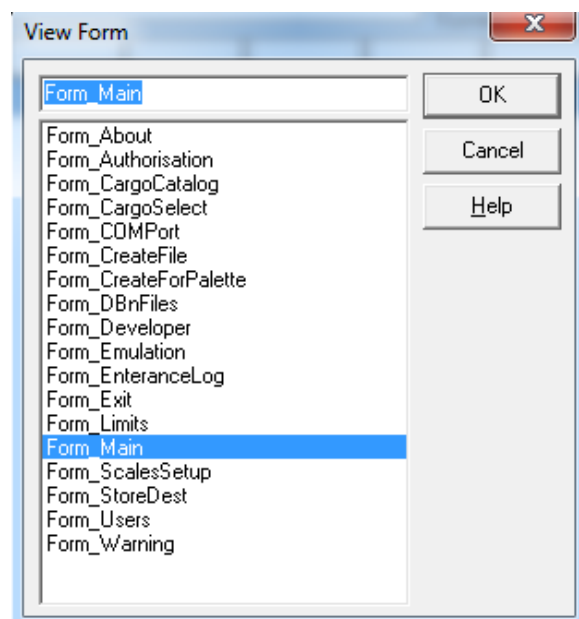 View Form
Form_Main
OK
Form_About
Form_Authorisation
Form_CargoCatalog
Form_CargoSelect
Form_COMPort
Form_CreateFile
Form_CreateForPalette
Form_DBnFiles
Form_Developer
Form_Emulation
Form_EnteranceLog
Form_Exit
Form_Limits
Form_Main
Form_ScalesSetup
Form_StoreDest
Form_Users
Form_Warning
Cancel
Help